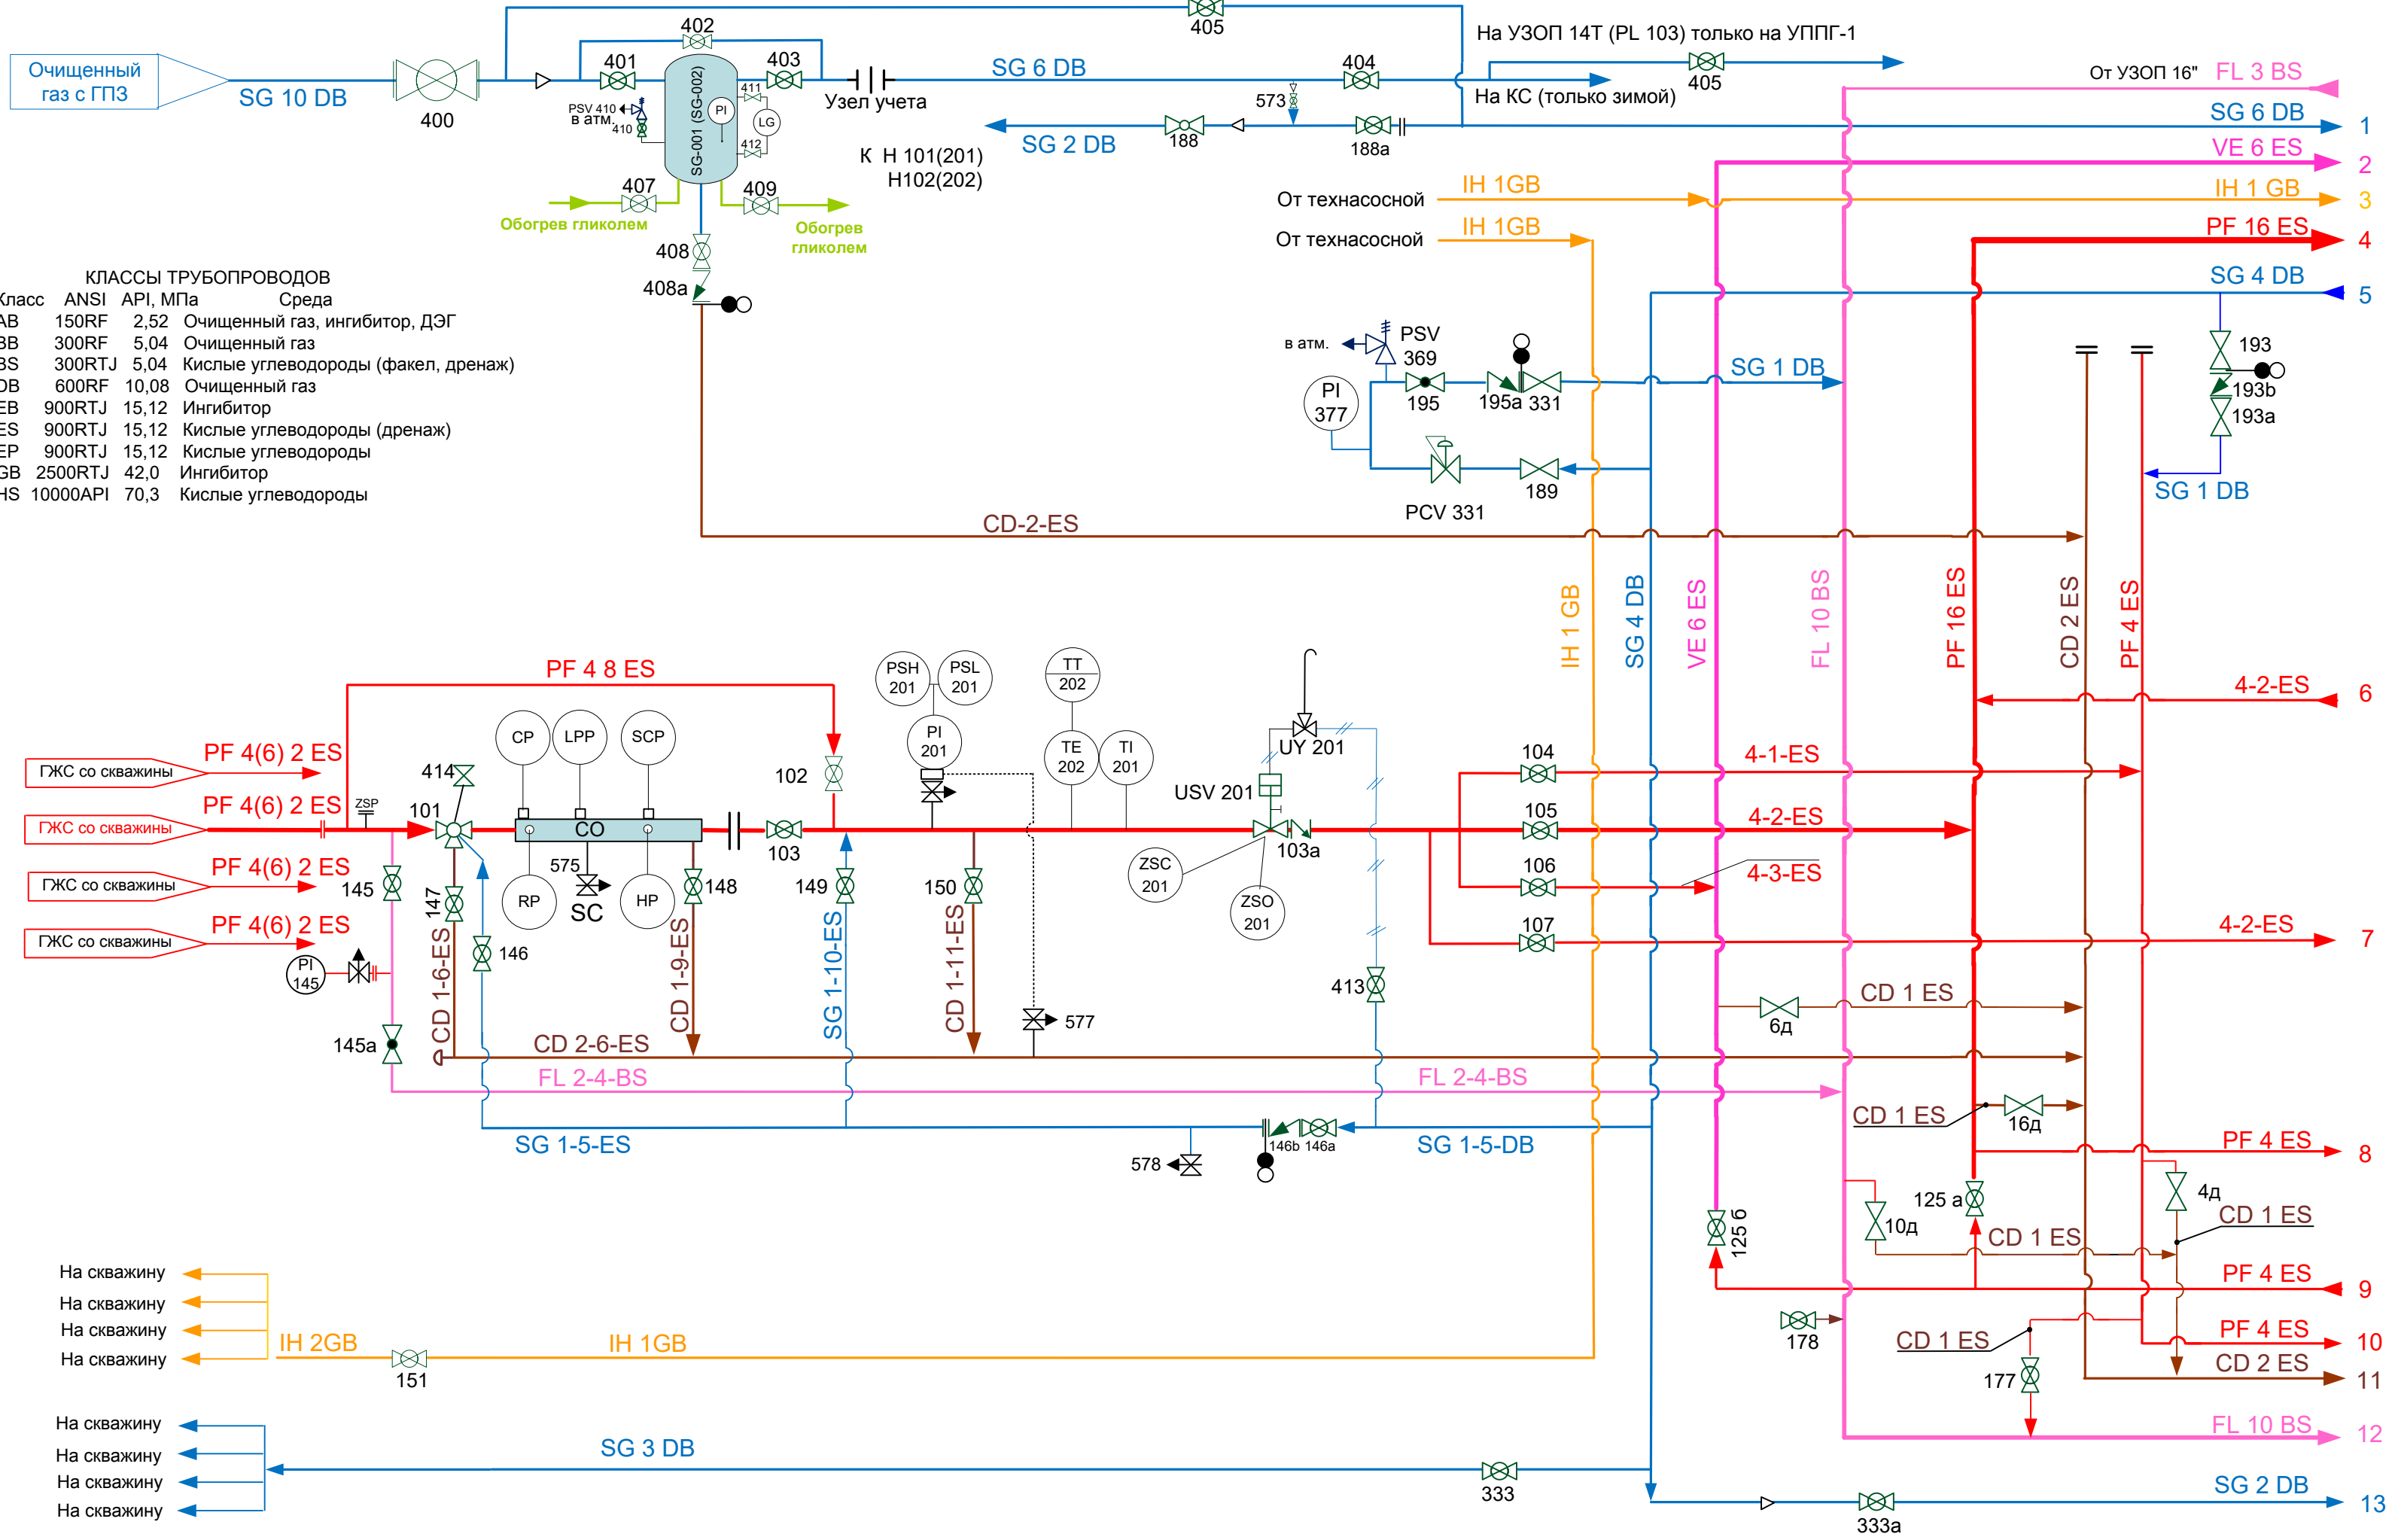 405
402
На УЗОП 14Т (PL 103) только на УППГ-1
Очищенный
газ с ГПЗ
SG 10 DB
400
401
403
SG-001 (SG-002)
PSV 410
в атм.
410
PI
411
LG
412
Узел учета
SG 6 DB
404
405
На КС (только зимой)
573
От УЗОП 16"
FL 3 BS
SG 6 DB
1
SG 2 DB
188
188а
К Н 101(201)
Н102(202)
VE 6 ES
2
407
409
Обогрев гликолем
Обогрев
гликолем
От технасосной
IH 1GB
IH 1 GB
3
От технасосной
IH 1GB
PF 16 ES
4
408
408а
SG 4 DB
5
КЛАССЫ ТРУБОПРОВОДОВ
Класс ANSI API, МПа Среда
АВ 150RF 2,52 Очищенный газ, ингибитор, ДЭГ
ВВ 300RF 5,04 Очищенный газ
BS 300RTJ 5,04 Кислые углеводороды (факел, дренаж)
DB 600RF 10,08 Очищенный газ
ЕВ 900RTJ 15,12 Ингибитор
ES 900RTJ 15,12 Кислые углеводороды (дренаж)
EP 900RTJ 15,12 Кислые углеводороды
GB 2500RTJ 42,0 Ингибитор
HS 10000API 70,3 Кислые углеводороды
в атм.
PSV
369
PI
377
195
195а
331
SG 1 DB
193
193b
193а
SG 1 DB
189
PCV 331
CD-2-ES
IH 1 GB
SG 4 DB
VE 6 ES
FL 10 BS
PF 16 ES
CD 2 ES
PF 4 ES
PF 4 8 ES
4-2-ES
6
ГЖС со скважины
PF 4(6) 2 ES
ГЖС со скважины
PF 4(6) 2 ES
ГЖС со скважины
PF 4(6) 2 ES
ГЖС со скважины
PF 4(6) 2 ES
ZSP
414
101
CP
LPP
SCP
CO
RP
HP
575
SC
102
103
PSH
201
PSL
201
PI
201
TT
202
TE
202
TI
201
UY 201
USV 201
103а
ZSC
201
ZSO
201
104
4-1-ES
105
4-2-ES
106
4-3-ES
107
4-2-ES
7
145
147
146
148
149
150
PI
145
145а
CD 1-6-ES
CD 1-9-ES
SG 1-10-ES
CD 1-11-ES
577
413
CD 1 ES
6д
CD 2-6-ES
FL 2-4-BS
FL 2-4-BS
SG 1-5-ES
578
146b
146а
SG 1-5-DB
CD 1 ES
16д
PF 4 ES
8
125 б
125 а
10д
4д
CD 1 ES
CD 1 ES
PF 4 ES
9
178
CD 1 ES
177
PF 4 ES
10
CD 2 ES
11
FL 10 BS
12
На скважину
На скважину
На скважину
На скважину
IH 2GB
151
IH 1GB
На скважину
На скважину
На скважину
На скважину
SG 3 DB
333
SG 2 DB
13
333а